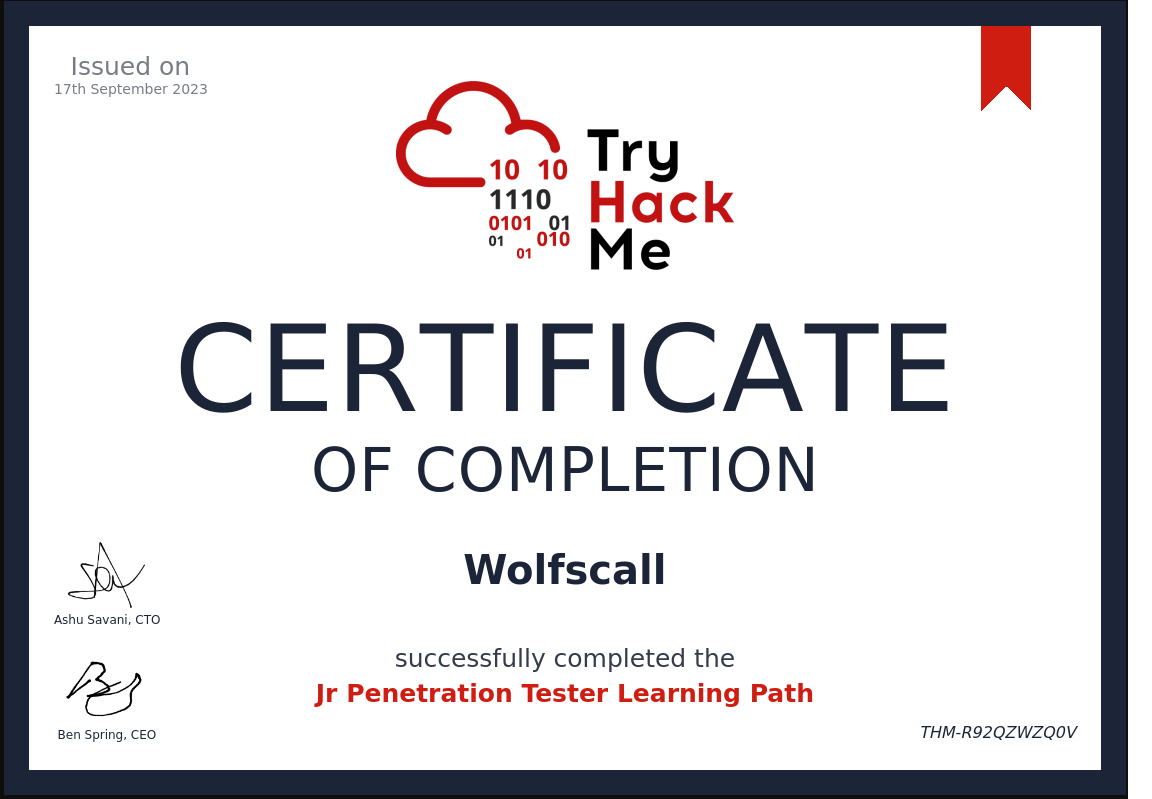 Issued on
17th September 2023
10 10
1110
0101 01
01 010
01
Try
Hack
Me
CERTIFICATE
OF COMPLETION
Wolfscall
successfully completed the
Jr Penetration Tester Learning Path
Ashu Savani, CTO
Ben Spring, CEO
THM-R92QZWZQ0V